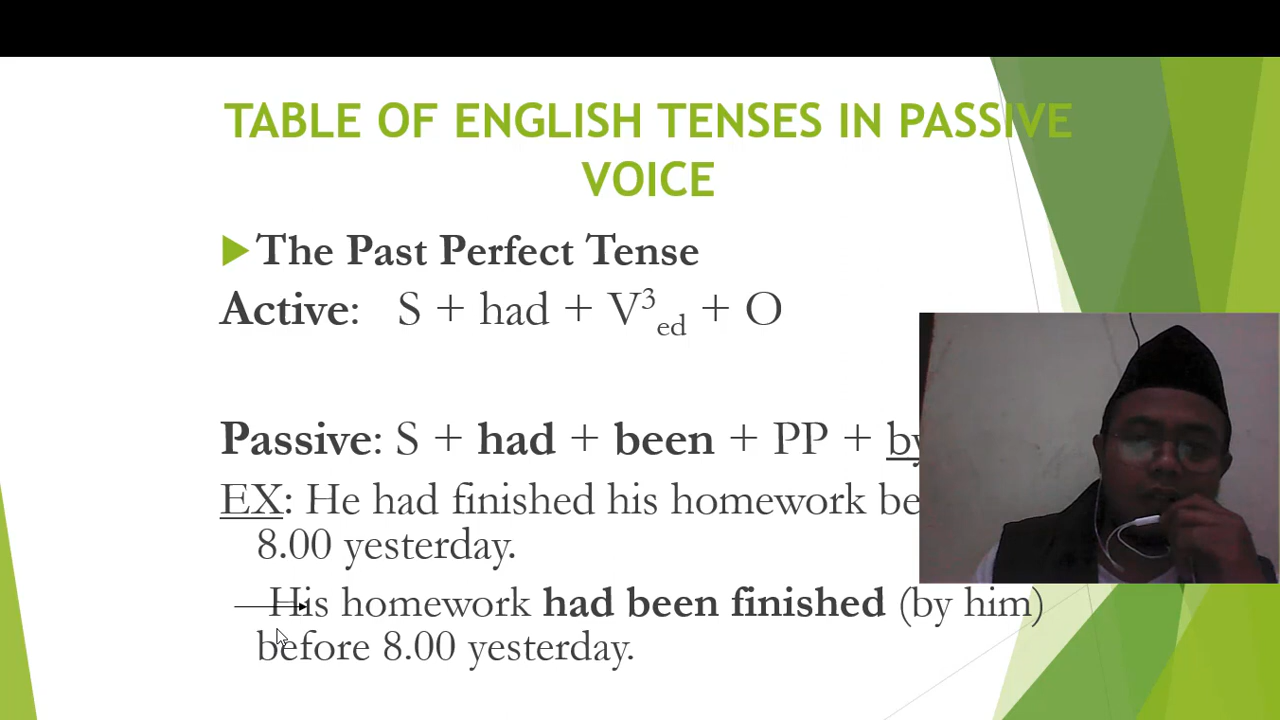 TABLE OF ENGLISH TENSES IN PASSIVE
VOICE
The Past Perfect Tense
Active: S + had + V³ed + O
Passive: S + had + been + PP + by
EX: He had finished his homework be
8.00 yesterday.
His homework had been finished (by him)
before 8.00 yesterday.